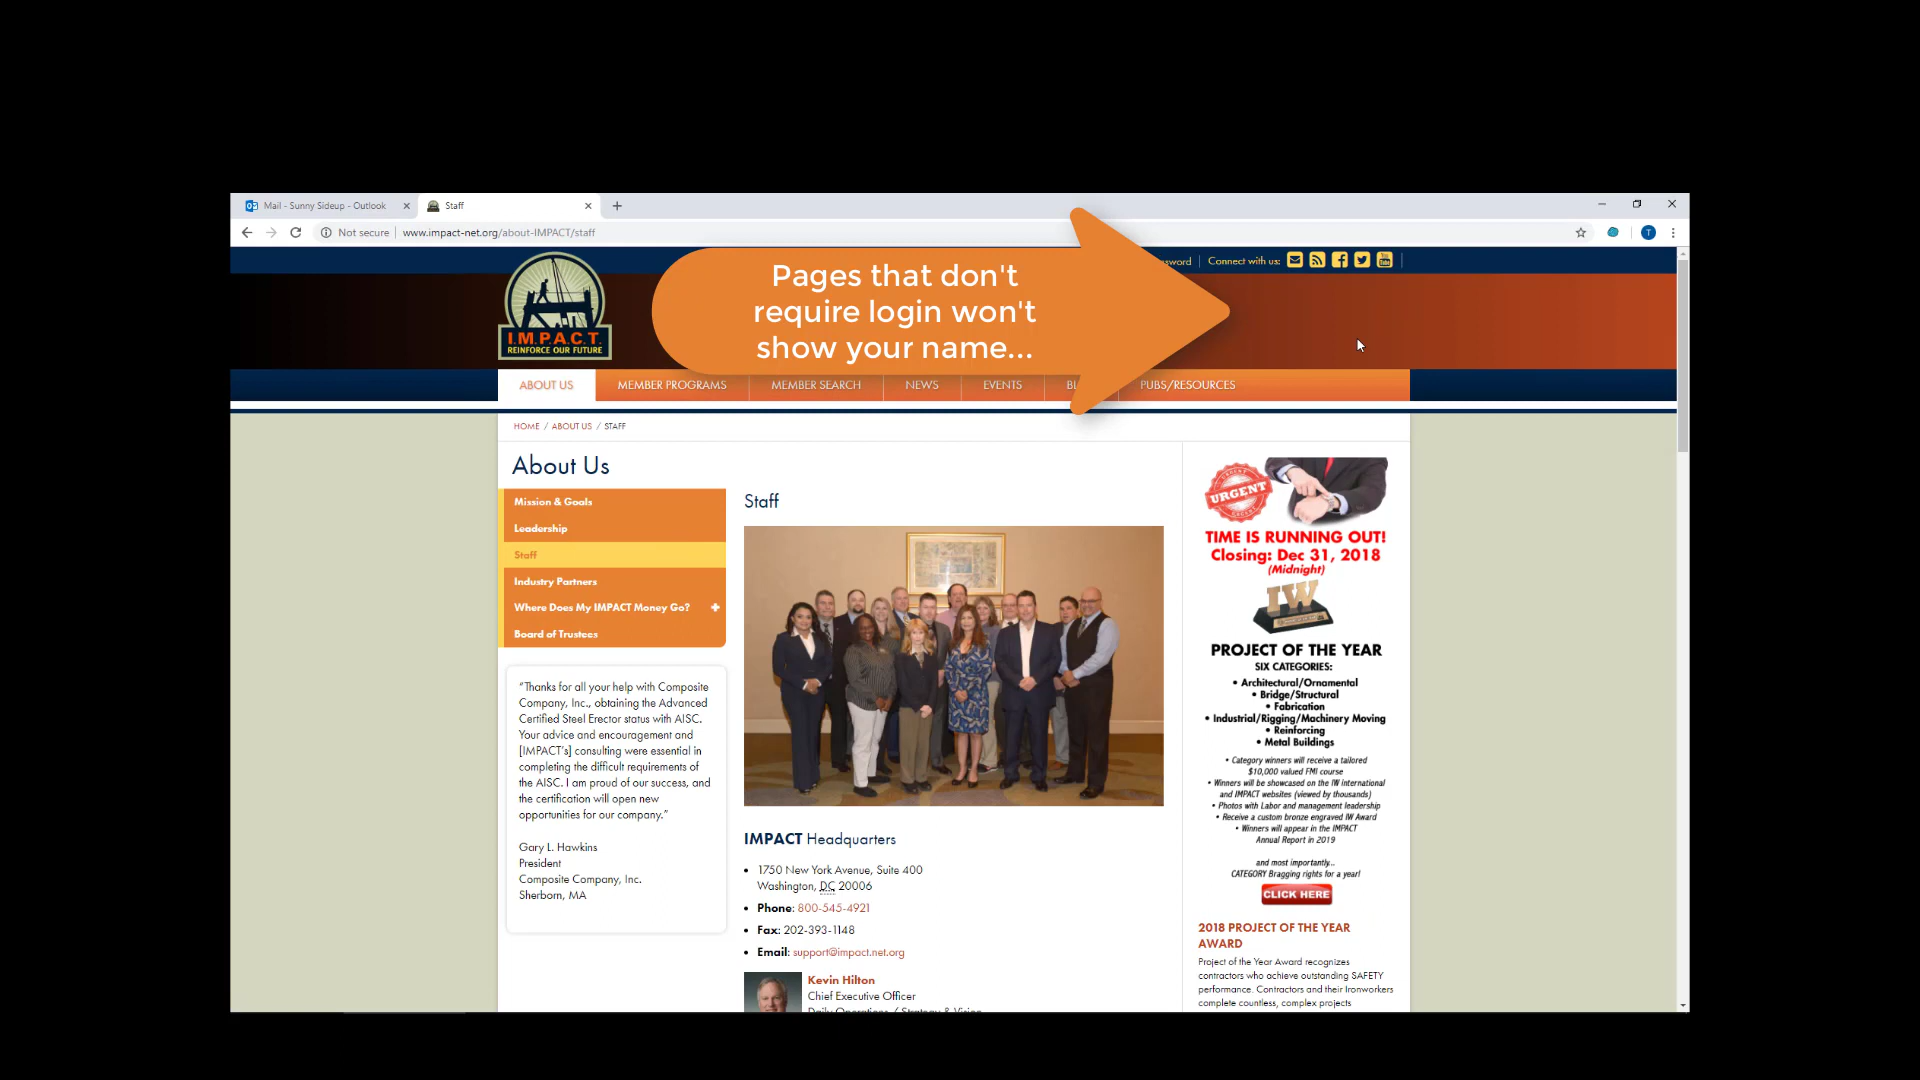 Mail - Sunny Sideup - Outlook
Staff
Not secure
www.impact-net.org/about-IMPACT/staff
T
Connect with us:
I.M.P.A.C.T.
REINFORCE OUR FUTURE
Pages that don't
require login won't
show your name...
ABOUT US
MEMBER PROGRAMS
MEMBER SEARCH
NEWS
EVENTS
PUBS/RESOURCES
HOME / ABOUT US / STAFF
About Us
Mission & Goals
Leadership
Staff
Industry Partners
Where Does My IMPACT Money Go?
Board of Trustees
“Thanks for all your help with Composite
Company, Inc., obtaining the Advanced
Certified Steel Erector status with AISC.
Your advice and encouragement and
[IMPACT’s] consulting were essential in
completing the difficult requirements of
the AISC. I am proud of our success, and
the certification will open new
opportunities for our company.”
Gary L. Hawkins
President
Composite Company, Inc.
Sherborn, MA
Staff
IMPACT Headquarters
• 1750 New York Avenue, Suite 400
Washington, DC 20006
• Phone: 800-545-4921
• Fax: 202-393-1148
• Email: support@impact.net.org
Kevin Hilton
Chief Executive Officer
Daily Operations / Strategy & Vision
URGENT
TIME IS RUNNING OUT!
Closing: Dec 31, 2018
(Midnight)
IW
PROJECT OF THE YEAR
SIX CATEGORIES:
• Architectural/Ornamental
• Bridge/Structural
• Fabrication
• Industrial/Rigging/Machinery Moving
• Reinforcing
• Metal Buildings
• Category winners will receive a tailored
$10,000 valued FMI course
• Winners will be showcased on the IW International
and IMPACT websites (viewed by thousands)
• Photos with Labor and management leadership
• Receive a custom bronze engraved IW Award
• Winners will appear in the IMPACT
Annual Report in 2019
and most importantly...
CATEGORY Bragging rights for a year!
CLICK HERE
2018 PROJECT OF THE YEAR
AWARD
Project of the Year Award recognizes
contractors who achieve outstanding SAFETY
performance. Contractors and their Ironworkers
complete countless, complex projects